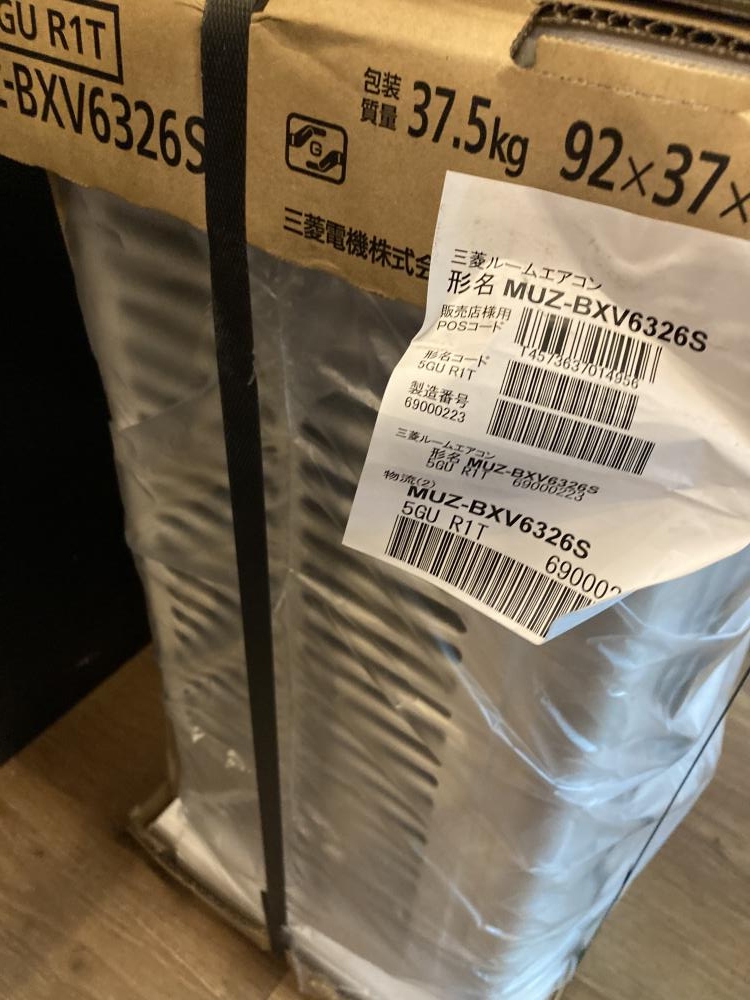 GU R1T
Z-BXV6326S
包装
質量 37.5kg 92×37×
G
三菱電機株式会
三菱ルームエアコン
形名 MUZ-BXV6326S
販売店様用
POSコード
T4573637014956
形名コード
5GU R1T
製造番号
69000223
三菱ルームエアコン
形名 MUZ-BXV6326S
5GU R1T 69000223
物流(2)
MUZ-BXV6326S
5GU R1T
690002